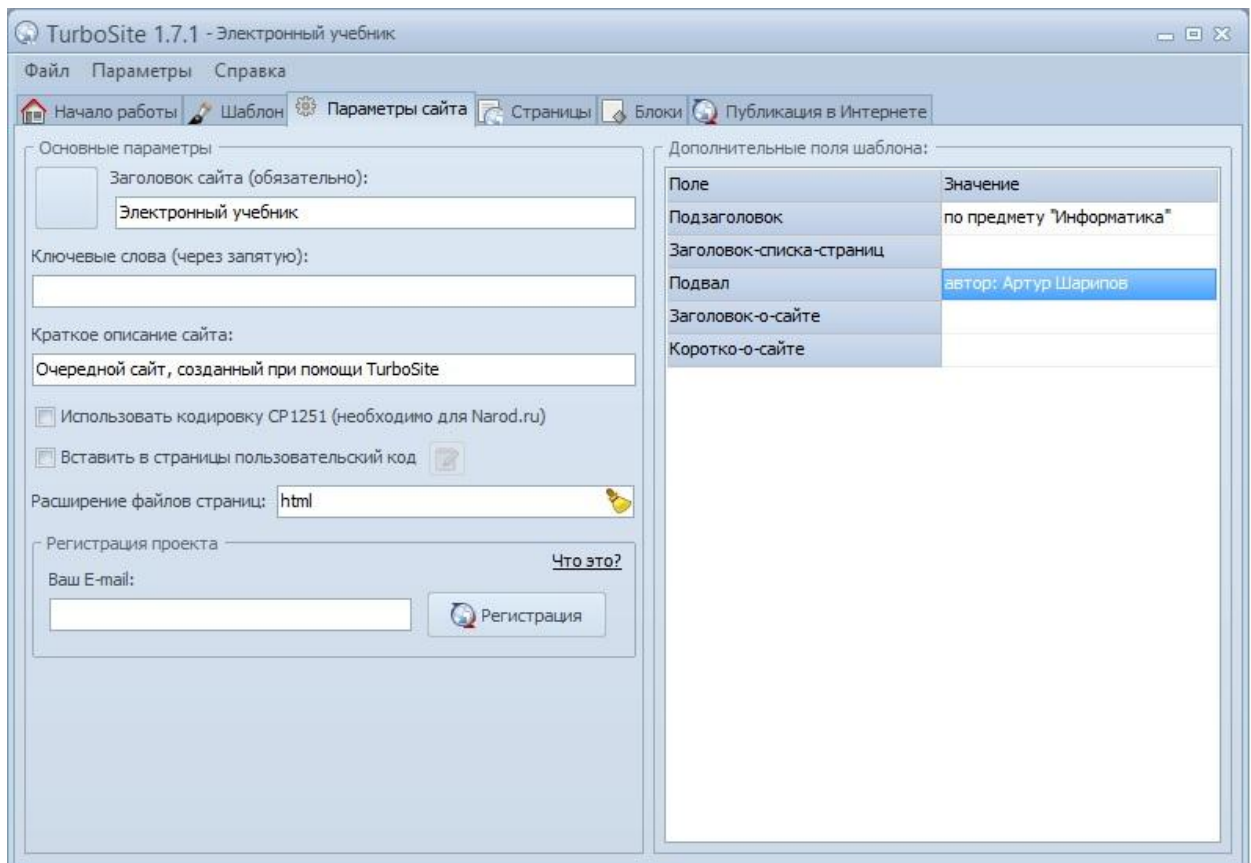 TurboSite 1.7.1 - Электронный учебник
Файл Параметры Справка
Начало работы Шаблон Параметры сайта Страницы Блоки Публикация в Интернете
Основные параметры
Заголовок сайта (обязательно):
Электронный учебник
Ключевые слова (через запятую):
Краткое описание сайта:
Очередной сайт, созданный при помощи TurboSite
Использовать кодировку CP1251 (необходимо для Narod.ru)
Вставить в страницы пользовательский код
Расширение файлов страниц: html
Регистрация проекта
Что это?
Ваш E-mail:
Регистрация
Дополнительные поля шаблона:
Поле Значение
Подзаголовок по предмету "Информатика"
Заголовок-списка-страниц
Подвал автор: Артур Шарипов
Заголовок-о-сайте
Коротко-о-сайте